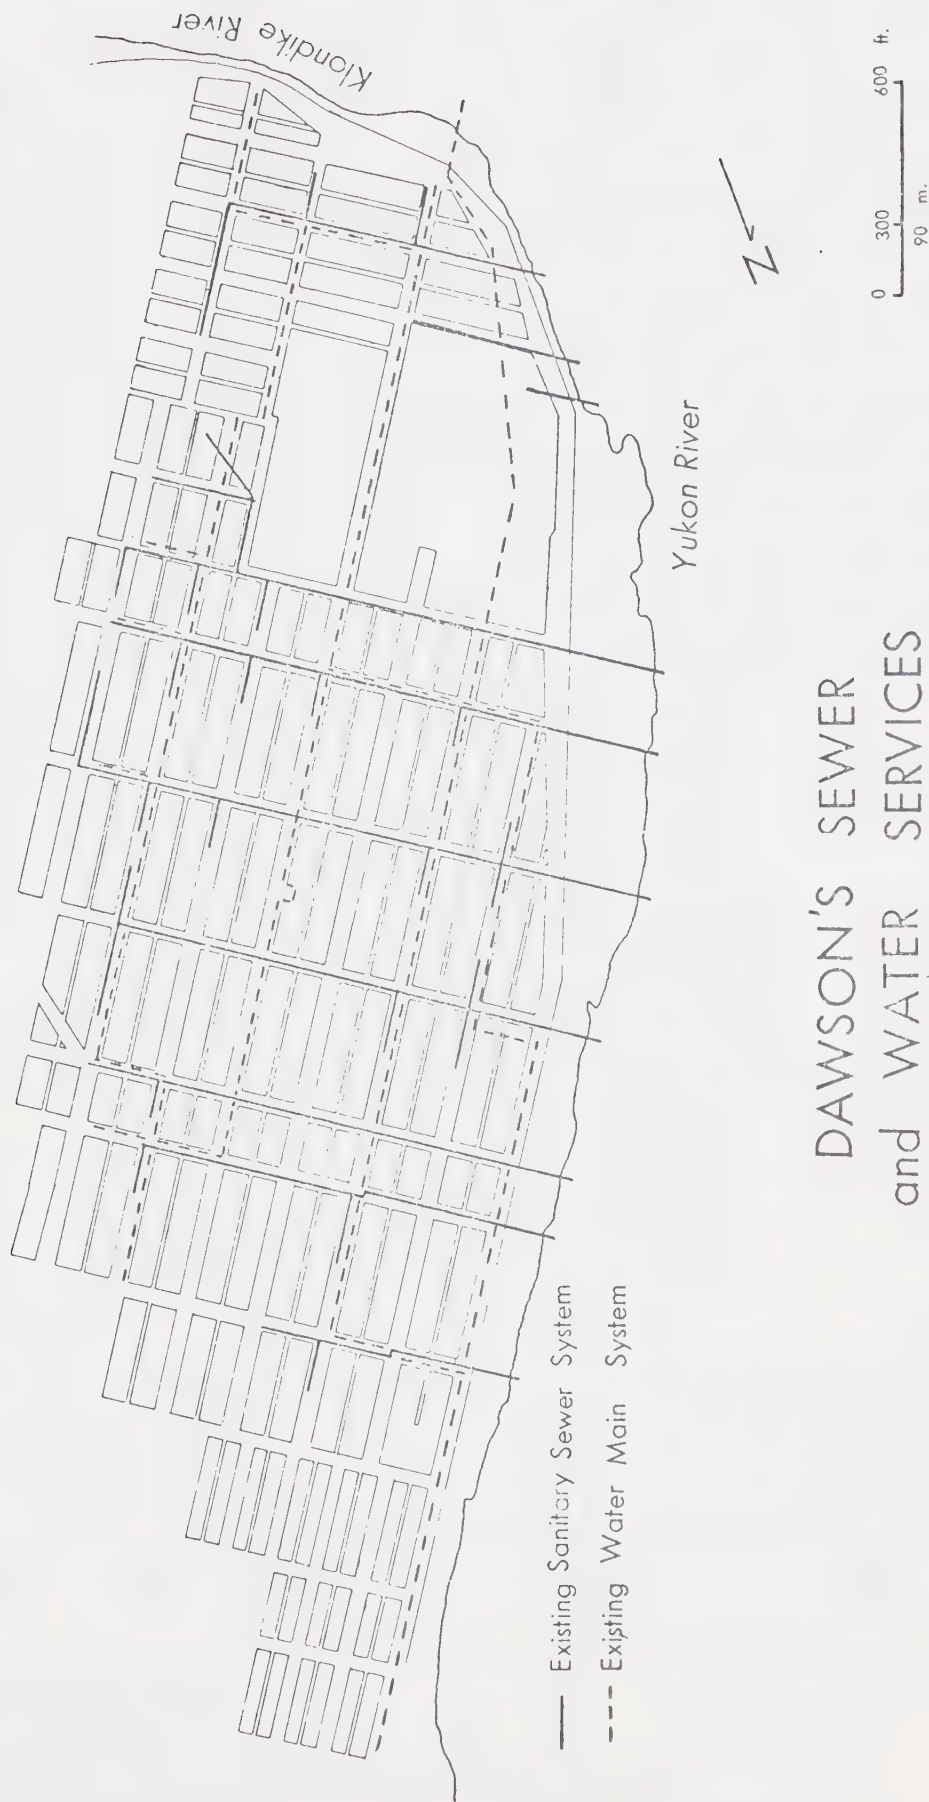 Klondike River
Yukon River
N
0 300 600 ft.
90 m.
Existing Sanitary Sewer System
Existing Water Main System
DAWSON'S SEWER
and WATER SERVICES